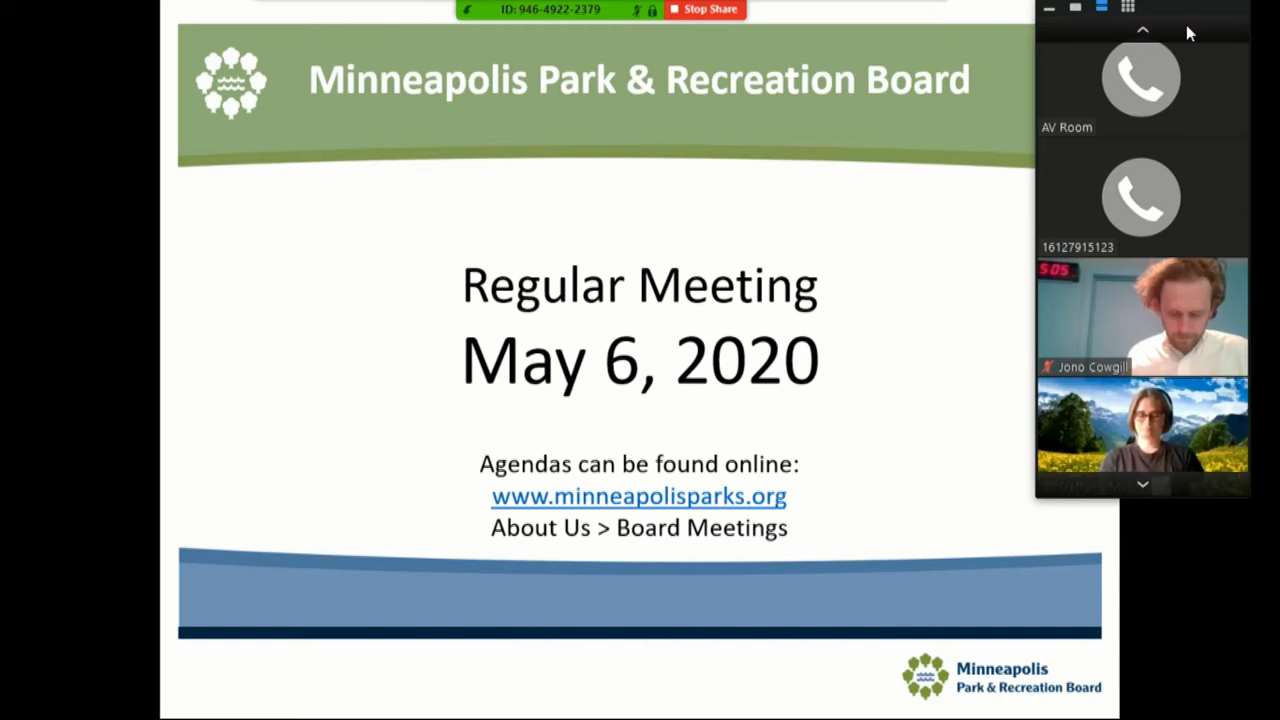 ID: 946-4922-2379
Stop Share
Minneapolis Park & Recreation Board
AV Room
16127915123
5:05
Jono Cowgill
Regular Meeting
May 6, 2020
Agendas can be found online:
www.minneapolisparks.org
About Us > Board Meetings
Minneapolis
Park & Recreation Board